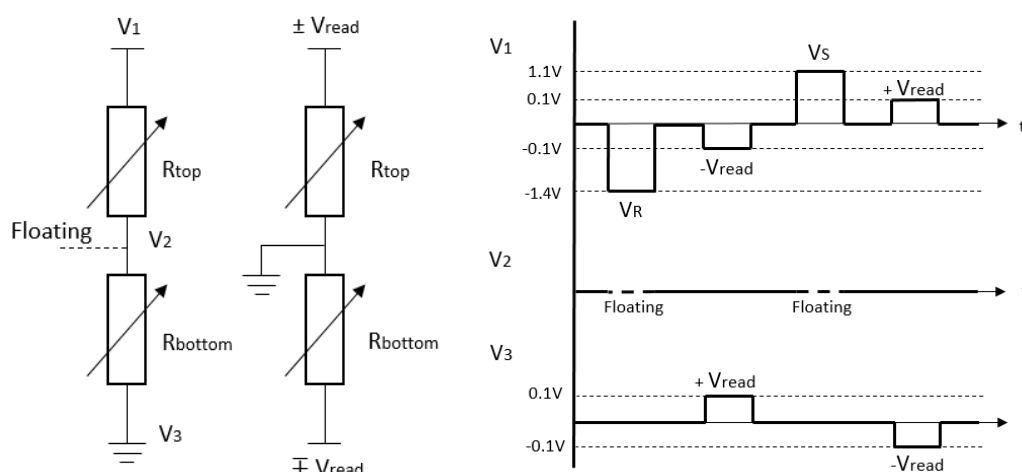 V1
Rtop
Floating
V2
Rbottom
V3
± Vread
Rtop
Rbottom
∓ Vread
V1
1.1V
0.1V
-0.1V
-1.4V
VR
-Vread
VS
+ Vread
t
V2
Floating
Floating
V3
0.1V
-0.1V
+ Vread
-Vread